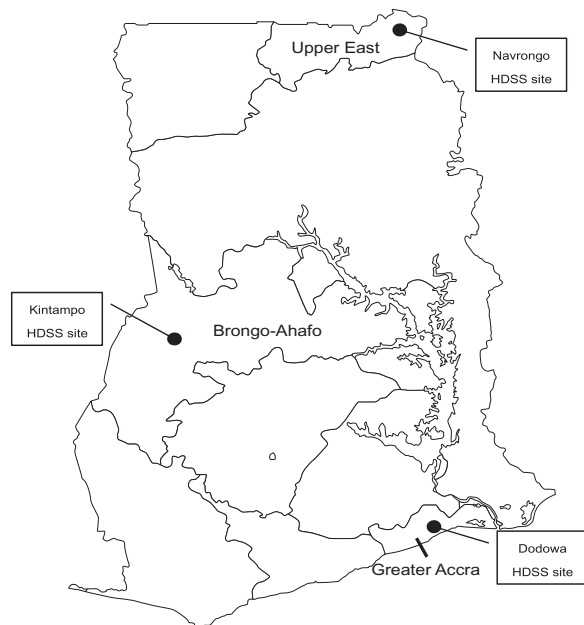 Upper East
Navrongo
HDSS site
Kintampo
HDSS site
Brongo-Ahafo
Greater Accra
Dodowa
HDSS site